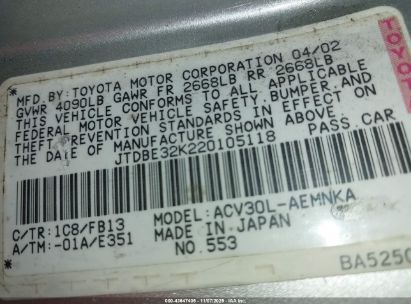 MFD. BY: TOYOTA MOTOR CORPORATION 04/02
GVWR 4090LB GAWR FR 2668LB RR 2668LB
THIS VEHICLE CONFORMS TO ALL APPLICABLE
FEDERAL MOTOR VEHICLE SAFETY, BUMPER, AND
THEFT PREVENTION STANDARDS IN EFFECT ON
THE DATE OF MANUFACTURE SHOWN ABOVE.
JTDBE32K220105118 PASS. CAR
C/TR: 1C8/FB13 MODEL: ACV30L-AEMNKA
A/TM: -01A/E351 MADE IN JAPAN
NO. 553
BA525C
TOYOTA